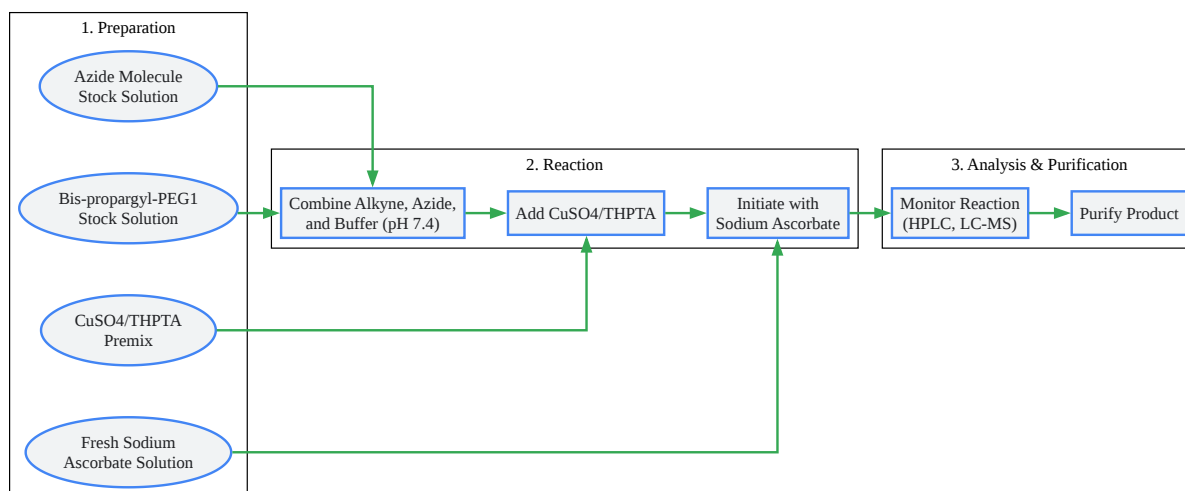 1. Preparation
Azide Molecule
Stock Solution
Bis-propargyl-PEG1
Stock Solution
CuSO4/THPTA
Premix
Fresh Sodium
Ascorbate Solution
2. Reaction
Combine Alkyne, Azide,
and Buffer (pH 7.4)
Add CuSO4/THPTA
Initiate with
Sodium Ascorbate
3. Analysis & Purification
Monitor Reaction
(HPLC, LC-MS)
Purify Product